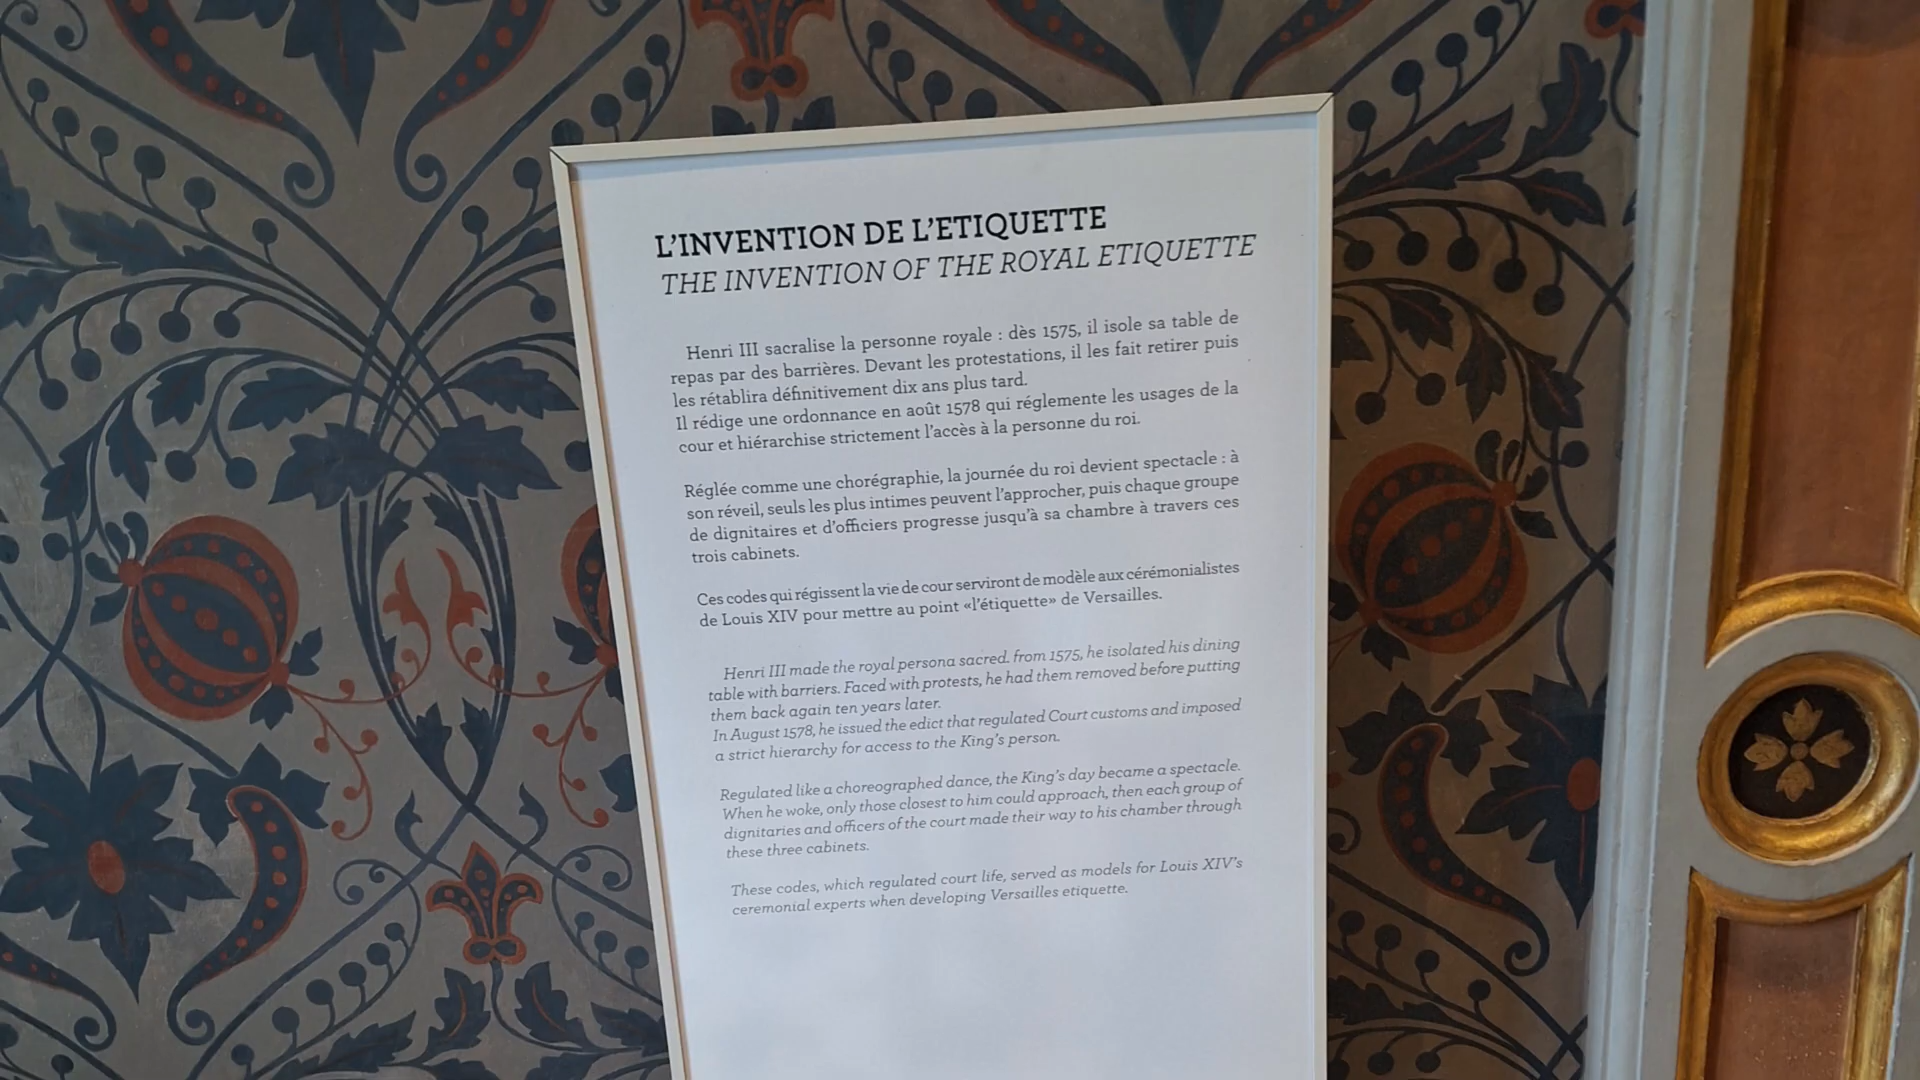 L'INVENTION DE L'ETIQUETTE
THE INVENTION OF THE ROYAL ETIQUETTE
Henri III sacralise la personne royale : dès 1575, il isole sa table de
repas par des barrières. Devant les protestations, il les fait retirer puis
les rétablira définitivement dix ans plus tard.
Il rédige une ordonnance en août 1578 qui réglemente les usages de la
cour et hiérarchise strictement l'accès à la personne du roi.
Réglée comme une chorégraphie, la journée du roi devient spectacle : à
son réveil, seuls les plus intimes peuvent l'approcher, puis chaque groupe
de dignitaires et d'officiers progresse jusqu'à sa chambre à travers ces
trois cabinets.
Ces codes qui régissent la vie de cour serviront de modèle aux cérémonialistes
de Louis XIV pour mettre au point «l'étiquette» de Versailles.
Henri III made the royal persona sacred. from 1575, he isolated his dining
table with barriers. Faced with protests, he had them removed before putting
them back again ten years later.
In August 1578, he issued the edict that regulated Court customs and imposed
a strict hierarchy for access to the King's person.
Regulated like a choreographed dance, the King's day became a spectacle.
When he woke, only those closest to him could approach, then each group of
dignitaries and officers of the court made their way to his chamber through
these three cabinets.
These codes, which regulated court life, served as models for Louis XIV's
ceremonial experts when developing Versailles etiquette.